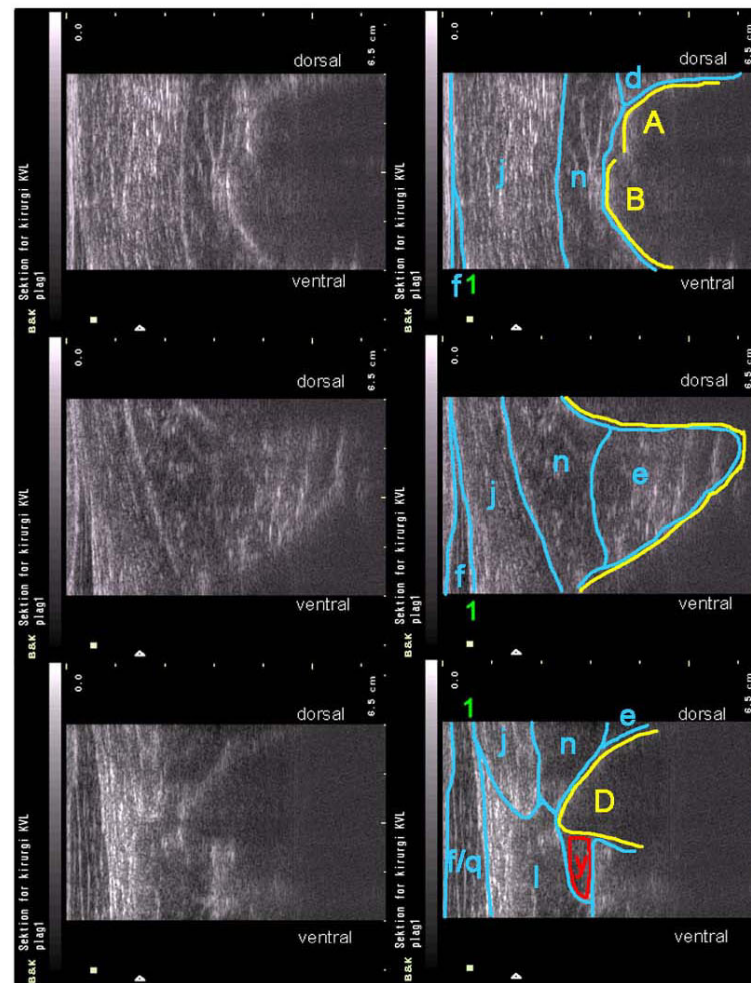 0.0
6.5 cm
dorsal
Sektion for kirurgi KVL
plag1
B&K
ventral
0.0
6.5 cm
dorsal
d
A
j
n
B
Sektion for kirurgi KVL
plag1
B&K
f
1
ventral
0.0
6.5 cm
dorsal
Sektion for kirurgi KVL
plag1
B&K
ventral
0.0
6.5 cm
dorsal
n
e
j
f
Sektion for kirurgi KVL
plag1
B&K
1
ventral
0.0
6.5 cm
dorsal
Sektion for kirurgi KVL
plag1
B&K
ventral
0.0
6.5 cm
1
e
dorsal
j
n
D
f/q
l
y
Sektion for kirurgi KVL
plag1
B&K
ventral